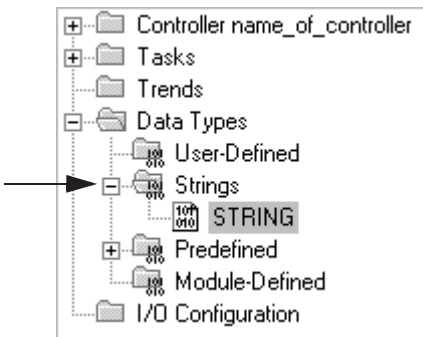 Controller name_of_controller
Tasks
Trends
Data Types
User-Defined
Strings
STRING
Predefined
Module-Defined
I/O Configuration